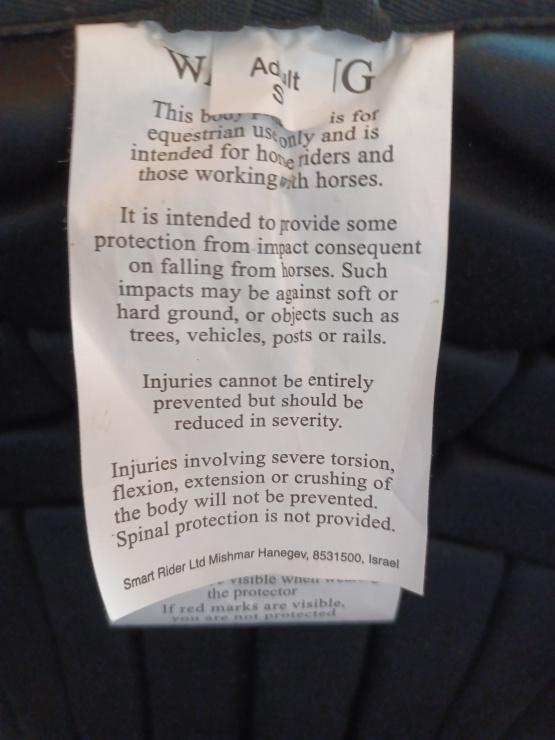 Adult
S
This body is for
equestrian use only and is
intended for horse riders and
those working with horses.
It is intended to provide some
protection from impact consequent
on falling from horses. Such
impacts may be against soft or
hard ground, or objects such as
trees, vehicles, posts or rails.
Injuries cannot be entirely
prevented but should be
reduced in severity.
Injuries involving severe torsion,
flexion, extension or crushing of
the body will not be prevented.
Spinal protection is not provided.
Smart Rider Ltd Mishmar Hanegev, 8531500, Israel
visible when
the protector
If red marks are visible,
you are not protected